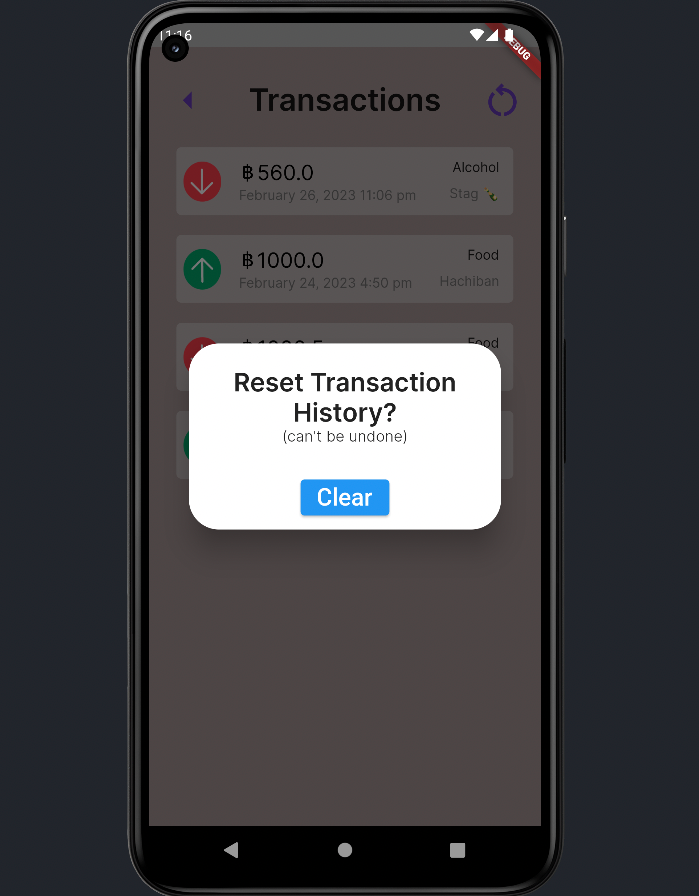 11:16
DEBUG
Transactions
฿560.0
Alcohol
February 26, 2023 11:06 pm
Stag 🍾
฿1000.0
Food
February 24, 2023 4:50 pm
Hachiban
Food
Reset Transaction
History?
(can't be undone)
Clear